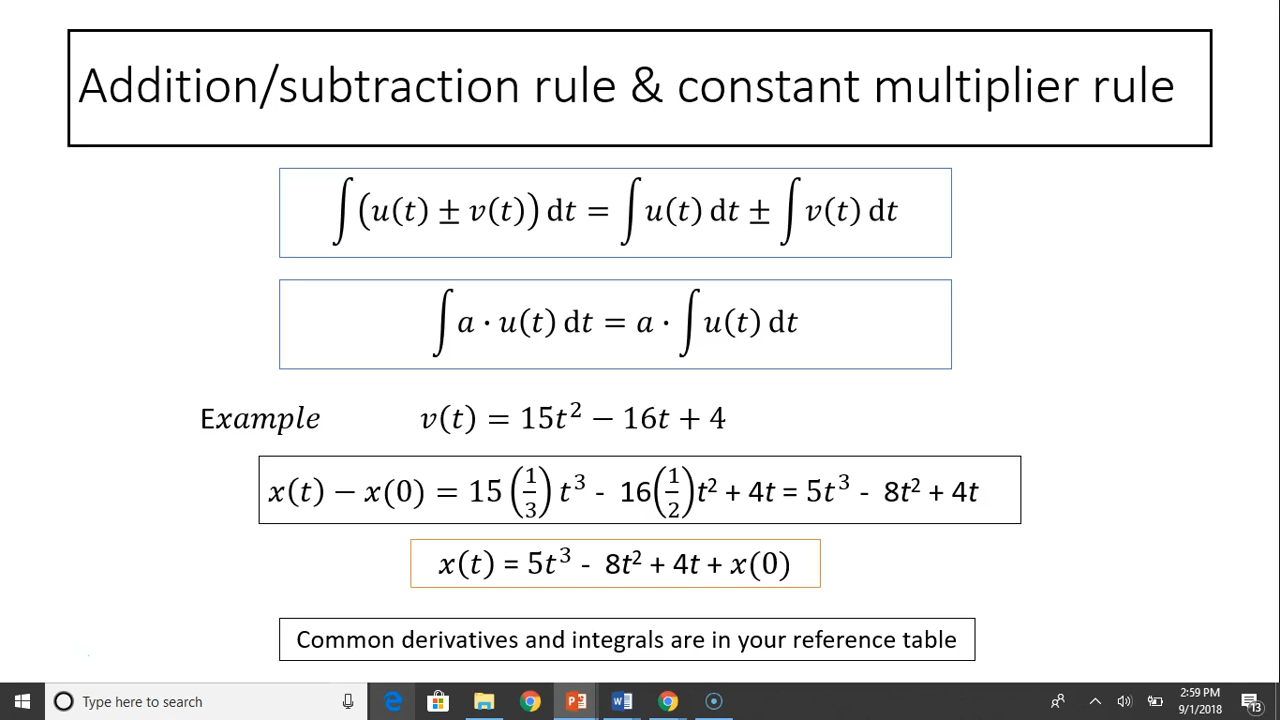 Addition/subtraction rule & constant multiplier rule
∫(u(t) ± v(t)) dt = ∫u(t) dt ± ∫v(t) dt
∫a · u(t) dt = a · ∫u(t) dt
Example v(t) = 15t² − 16t + 4
x(t) − x(0) = 15(1/3)t³ - 16(1/2)t² + 4t = 5t³ - 8t² + 4t
x(t) = 5t³ - 8t² + 4t + x(0)
Common derivatives and integrals are in your reference table
Type here to search
2:59 PM
9/1/2018
13